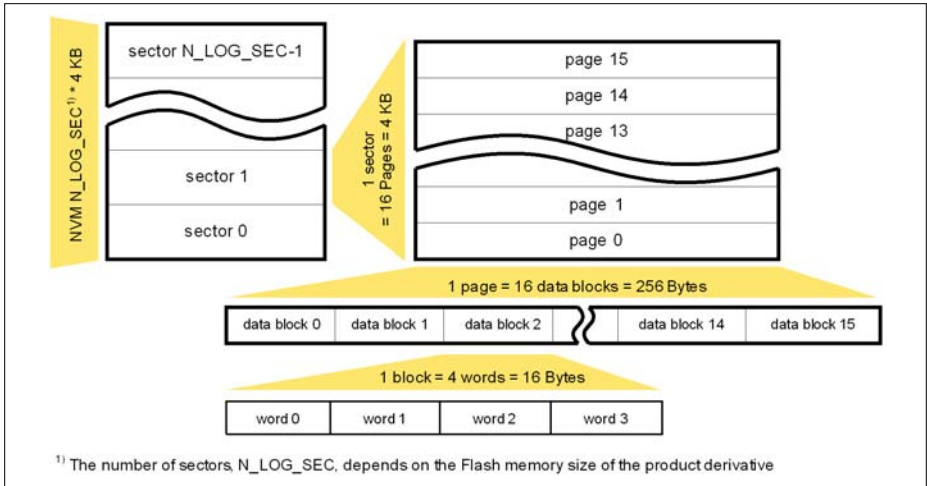 NVM N_LOG_SEC¹⁾ * 4 KB
sector N_LOG_SEC-1
sector 1
sector 0
1 sector
= 16 Pages = 4 KB
page 15
page 14
page 13
page 1
page 0
1 page = 16 data blocks = 256 Bytes
data block 0 data block 1 data block 2 data block 14 data block 15
1 block = 4 words = 16 Bytes
word 0 word 1 word 2 word 3
¹⁾ The number of sectors, N_LOG_SEC, depends on the Flash memory size of the product derivative